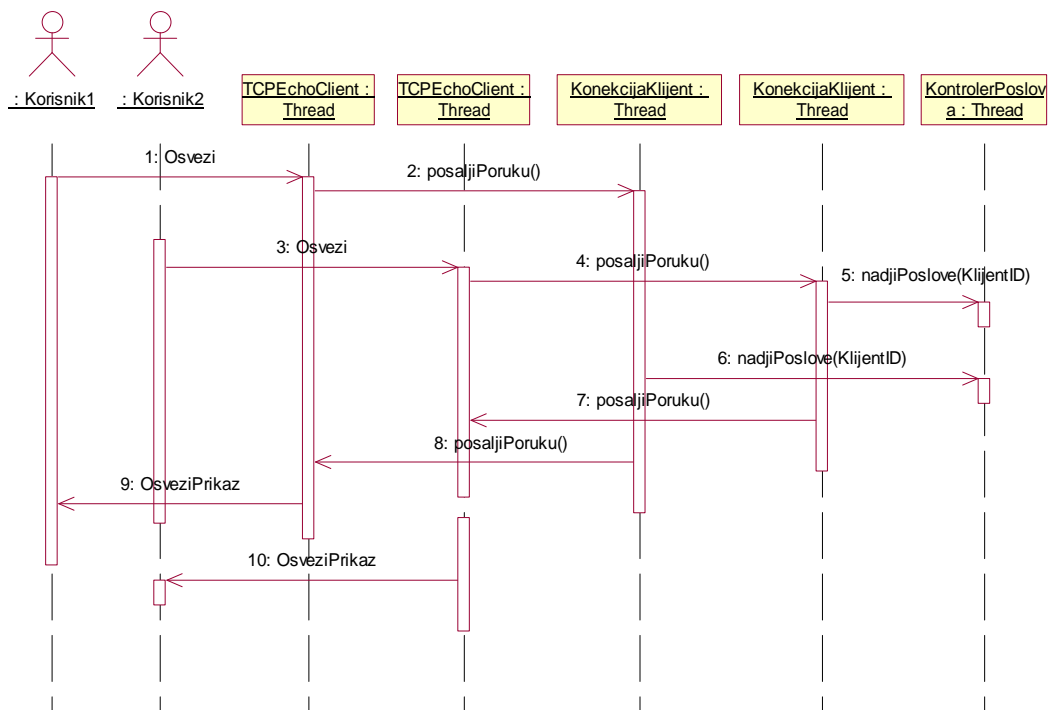 : Korisnik1
: Korisnik2
TCPEchoClient :
Thread
TCPEchoClient :
Thread
KonekcijaKlijent :
Thread
KonekcijaKlijent :
Thread
KontrolerPoslov
a : Thread
1: Osvezi
2: posaljiPoruku()
3: Osvezi
4: posaljiPoruku()
5: nadjiPoslove(KlijentID)
6: nadjiPoslove(KlijentID)
7: posaljiPoruku()
8: posaljiPoruku()
9: OsveziPrikaz
10: OsveziPrikaz